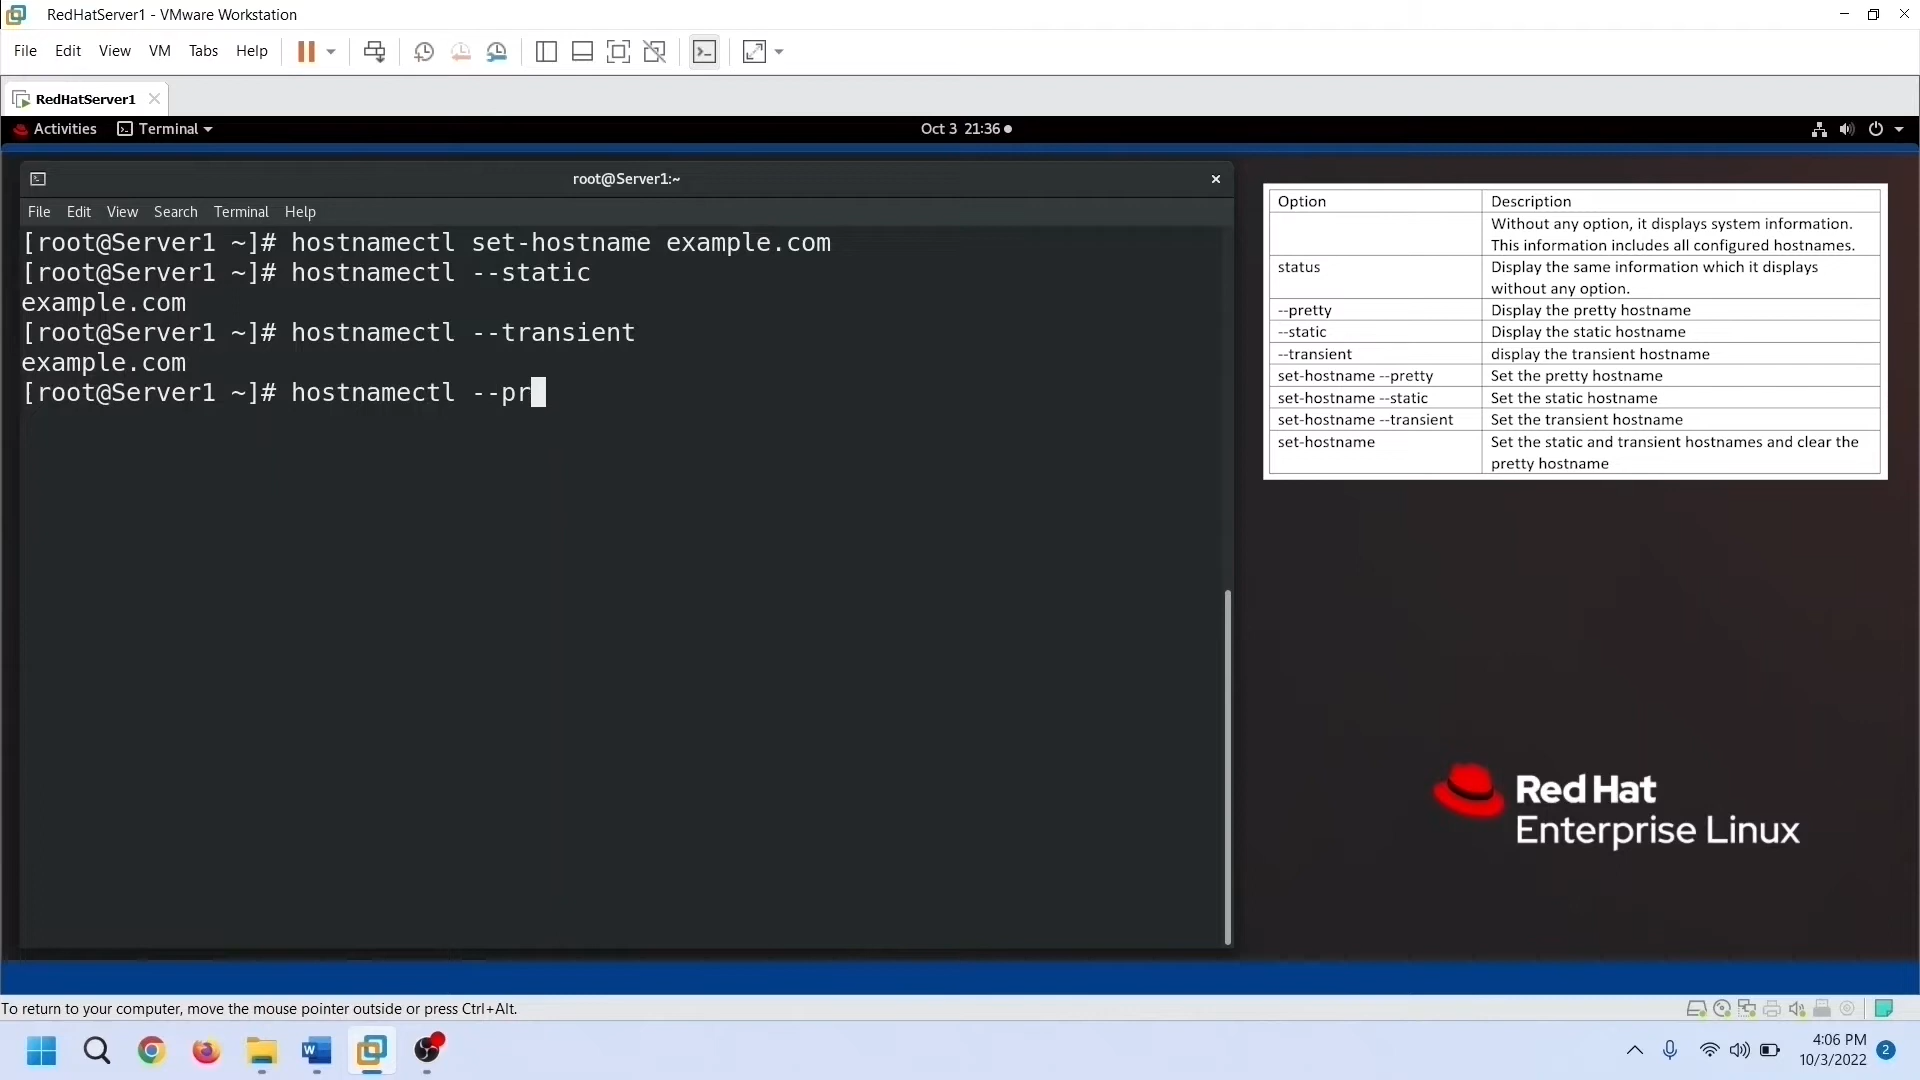 RedHatServer1 - VMware Workstation
File Edit View VM Tabs Help
RedHatServer1
Activities Terminal Oct 3 21:36
root@Server1:~
File Edit View Search Terminal Help
[root@Server1 ~]# hostnamectl set-hostname example.com
[root@Server1 ~]# hostnamectl --static
example.com
[root@Server1 ~]# hostnamectl --transient
example.com
[root@Server1 ~]# hostnamectl --pr
Option Description
Without any option, it displays system information.
This information includes all configured hostnames.
status Display the same information which it displays
without any option.
--pretty Display the pretty hostname
--static Display the static hostname
--transient display the transient hostname
set-hostname --pretty Set the pretty hostname
set-hostname --static Set the static hostname
set-hostname --transient Set the transient hostname
set-hostname Set the static and transient hostnames and clear the
pretty hostname
Red Hat
Enterprise Linux
To return to your computer, move the mouse pointer outside or press Ctrl+Alt.
W
4:06 PM
10/3/2022
2